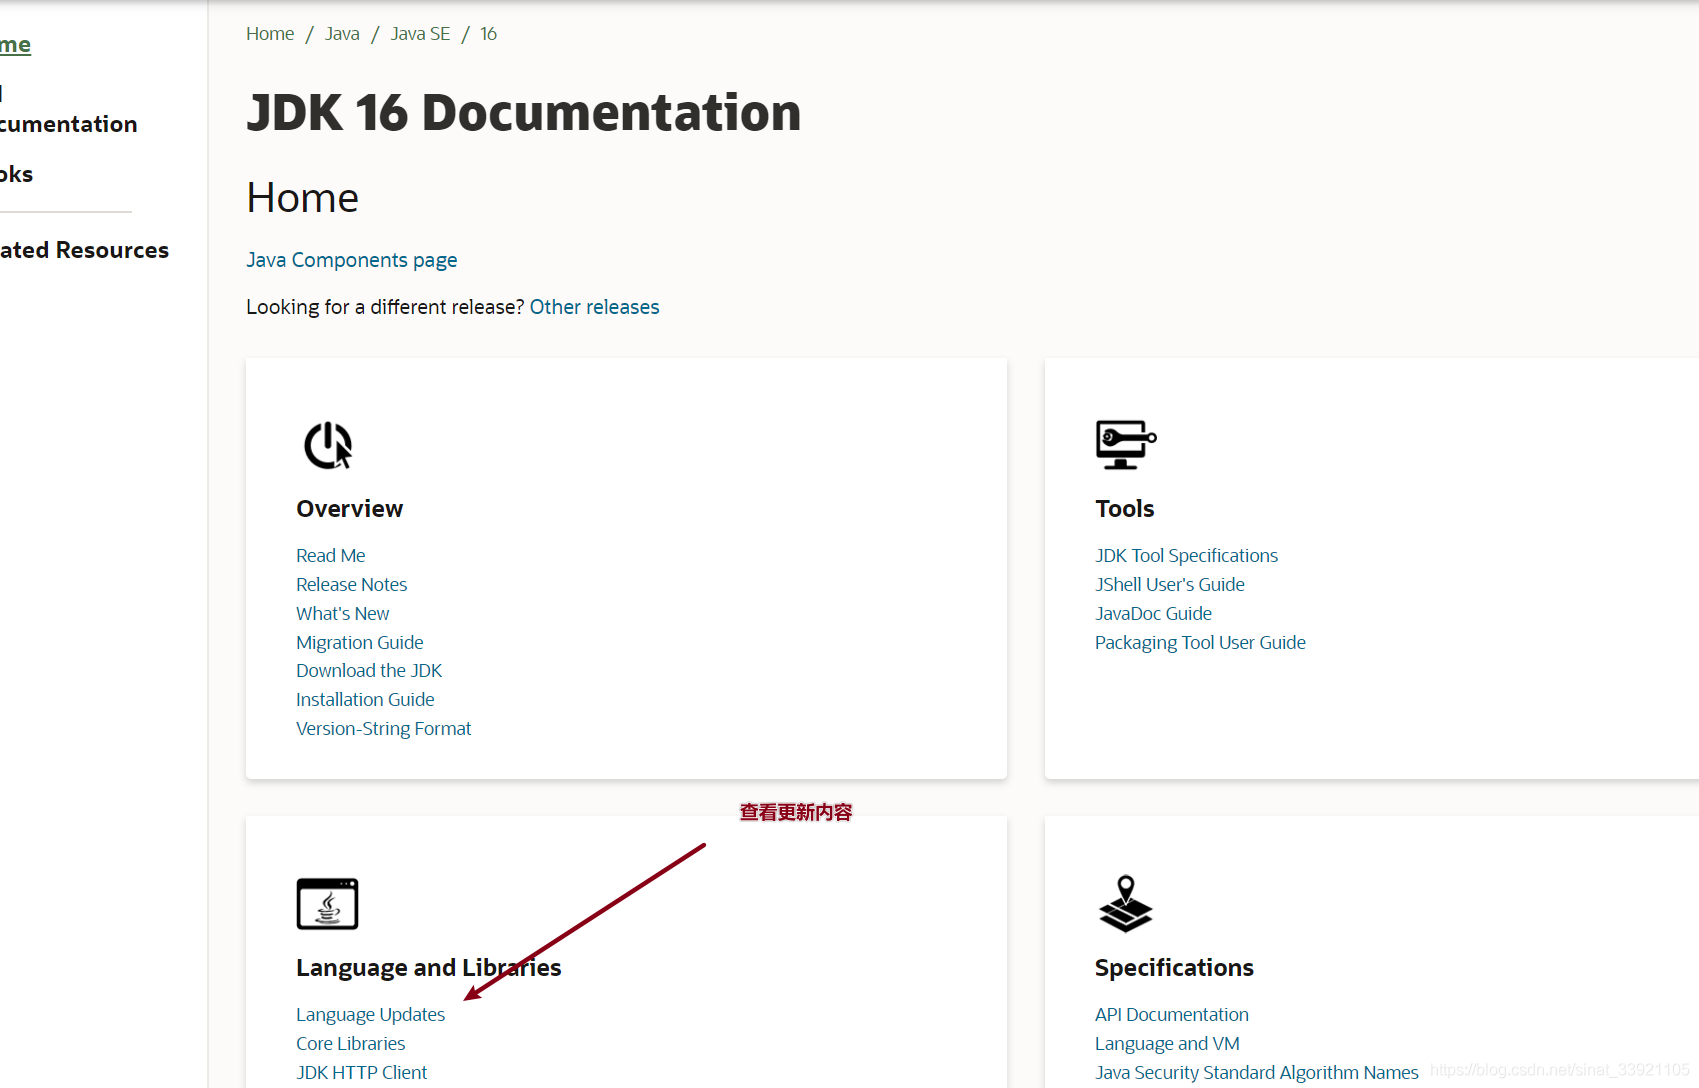 Home / Java / Java SE / 16
me
cumentation
oks
ated Resources
JDK 16 Documentation
Home
Java Components page
Looking for a different release? Other releases
Overview
Read Me
Release Notes
What's New
Migration Guide
Download the JDK
Installation Guide
Version-String Format
Tools
JDK Tool Specifications
JShell User's Guide
JavaDoc Guide
Packaging Tool User Guide
查看更新内容
Language and Libraries
Language Updates
Core Libraries
JDK HTTP Client
Specifications
API Documentation
Language and VM
Java Security Standard Algorithm Names
https://blog.csdn.net/sinat_33921105